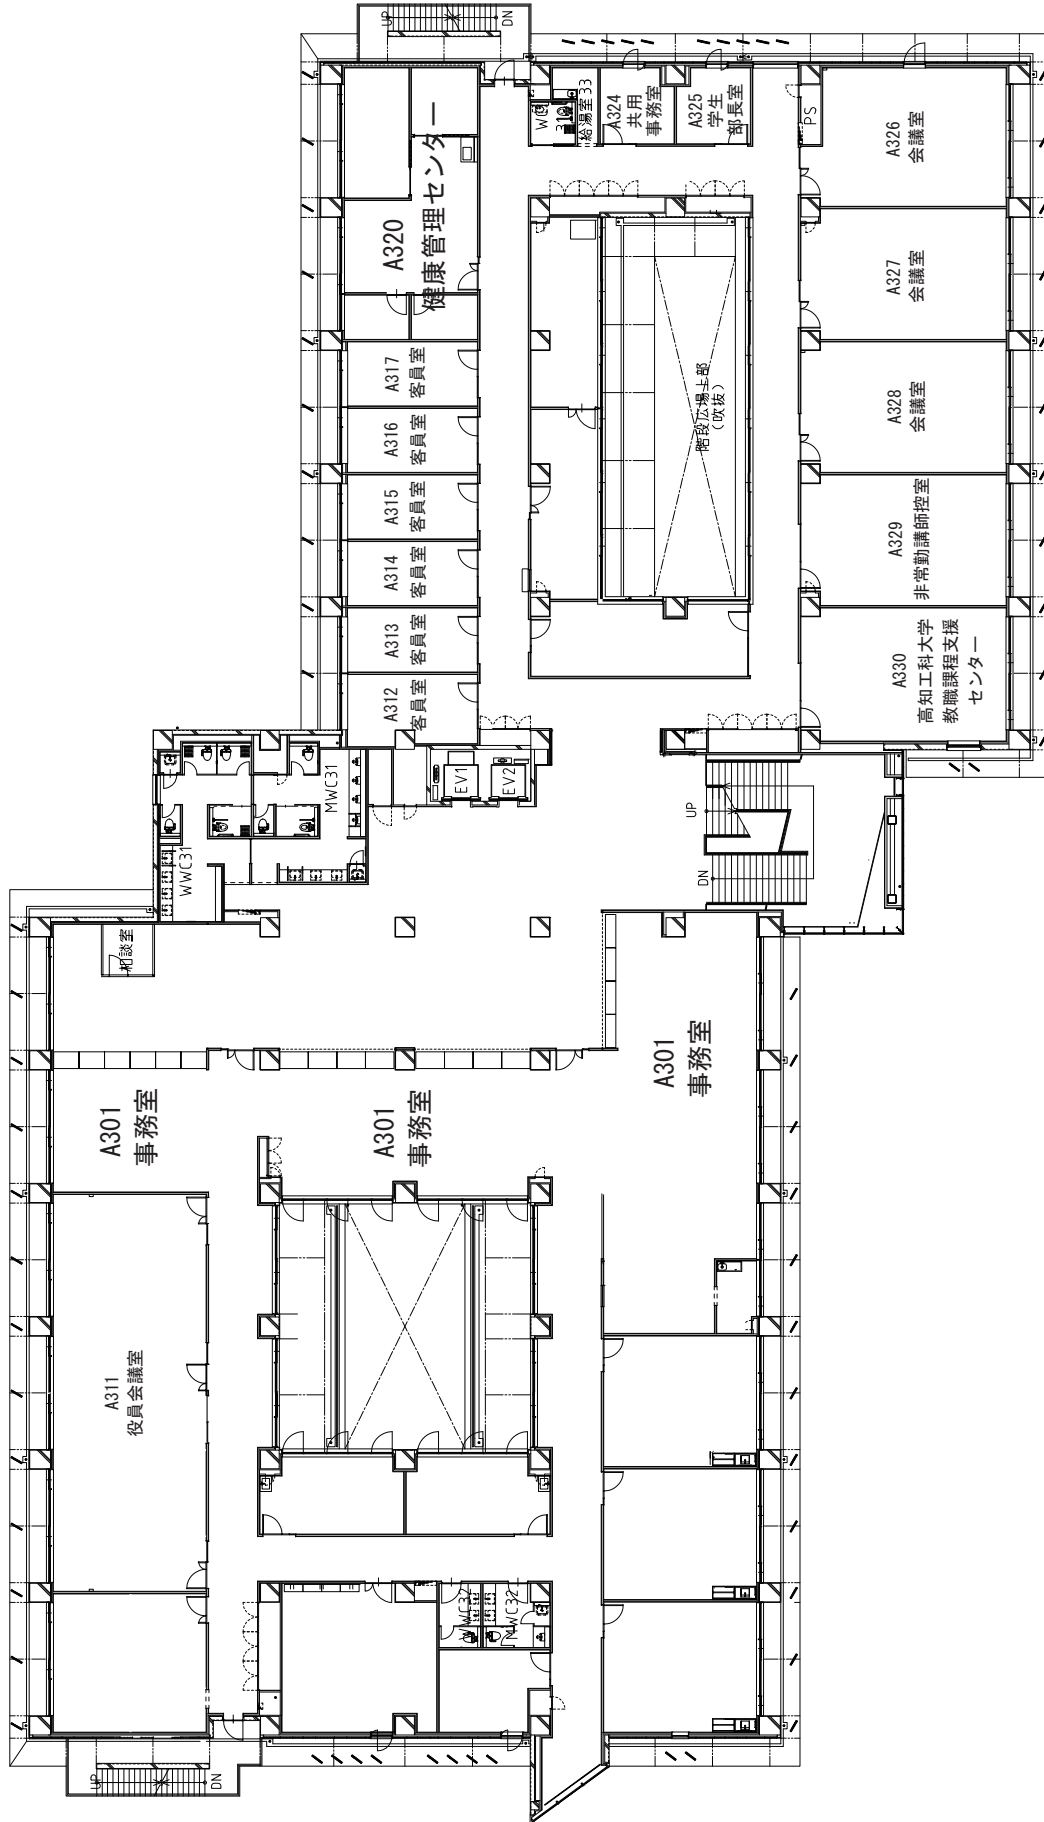 UP
DN
A320
健康管理センター
WC
給湯室33
A324
共用
事務室
A325
学生
部長室
PS
A326
会議室
A327
会議室
A328
会議室
A329
非常勤講師控室
A330
高知工科大学
教職課程支援
センター
階段広場上部
(吹抜)
A317
客員室
A316
客員室
A315
客員室
A314
客員室
A313
客員室
A312
客員室
EV1
EV2
MWC31
WWC31
UP
DN
相談室
A301
事務室
A301
事務室
A301
事務室
A311
役員会議室
WWC32
MWC32
UP
DN